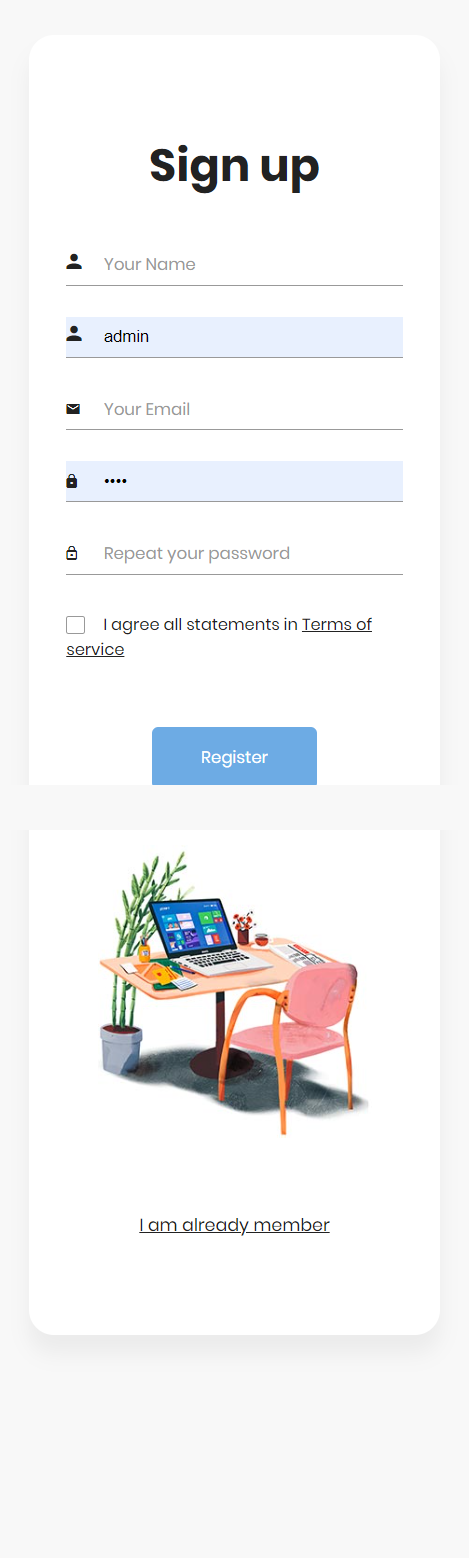 Sign up
Your Name
admin
Your Email
••••
Repeat your password
I agree all statements in Terms of
service
Register
I am already member